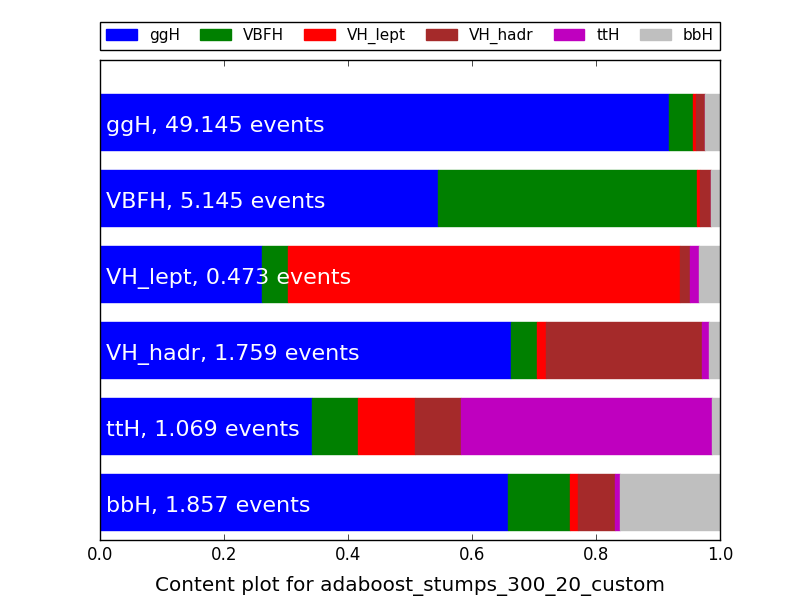 ggH VBFH VH_lept VH_hadr ttH bbH
ggH, 49.145 events
VBFH, 5.145 events
VH_lept, 0.473 events
VH_hadr, 1.759 events
ttH, 1.069 events
bbH, 1.857 events
0.0 0.2 0.4 0.6 0.8 1.0
Content plot for adaboost_stumps_300_20_custom